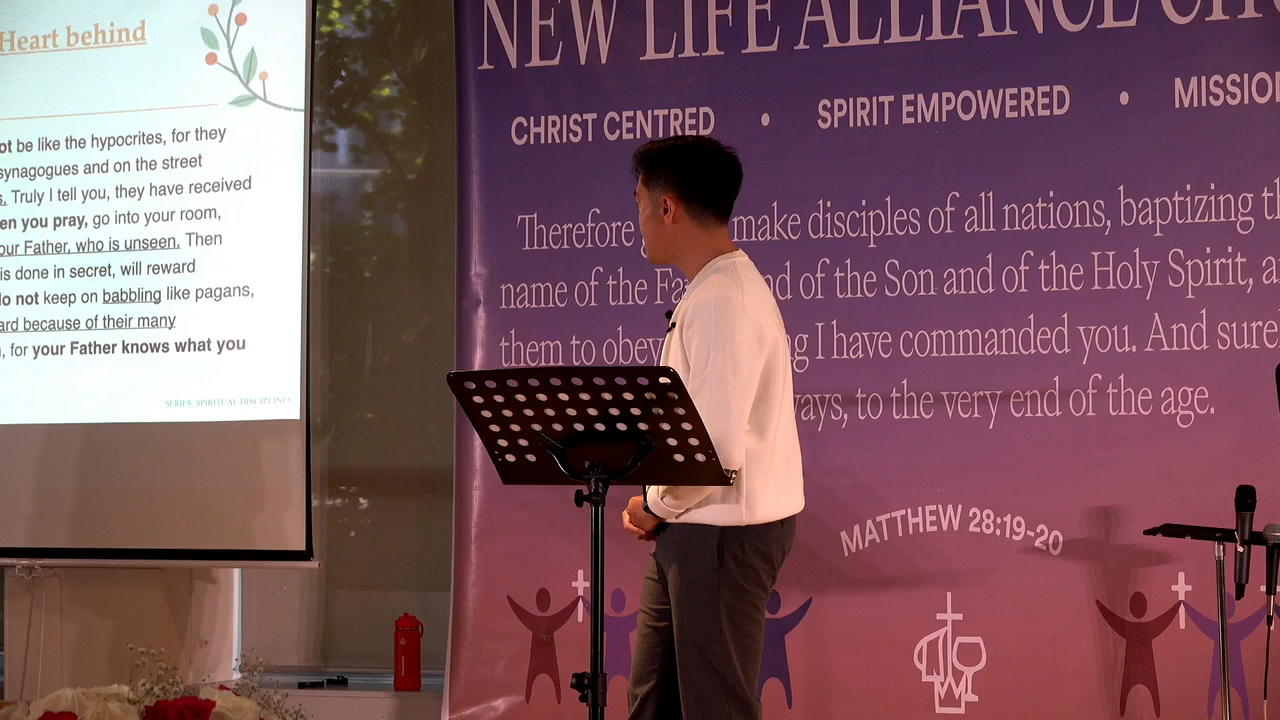 Heart behind
ot be like the hypocrites, for they
synagogues and on the street
s. Truly I tell you, they have received
en you pray, go into your room,
our Father, who is unseen. Then
is done in secret, will reward
do not keep on babbling like pagans,
ard because of their many
, for your Father knows what you
SERIES: SPIRITUAL DISCIPLINES
NEW LIFE ALLIANCE CH
CHRIST CENTRED • SPIRIT EMPOWERED • MISSION
Therefore g make disciples of all nations, baptizing th
name of the Fa nd of the Son and of the Holy Spirit, a
them to obey g I have commanded you. And sure
ways, to the very end of the age.
MATTHEW 28:19-20